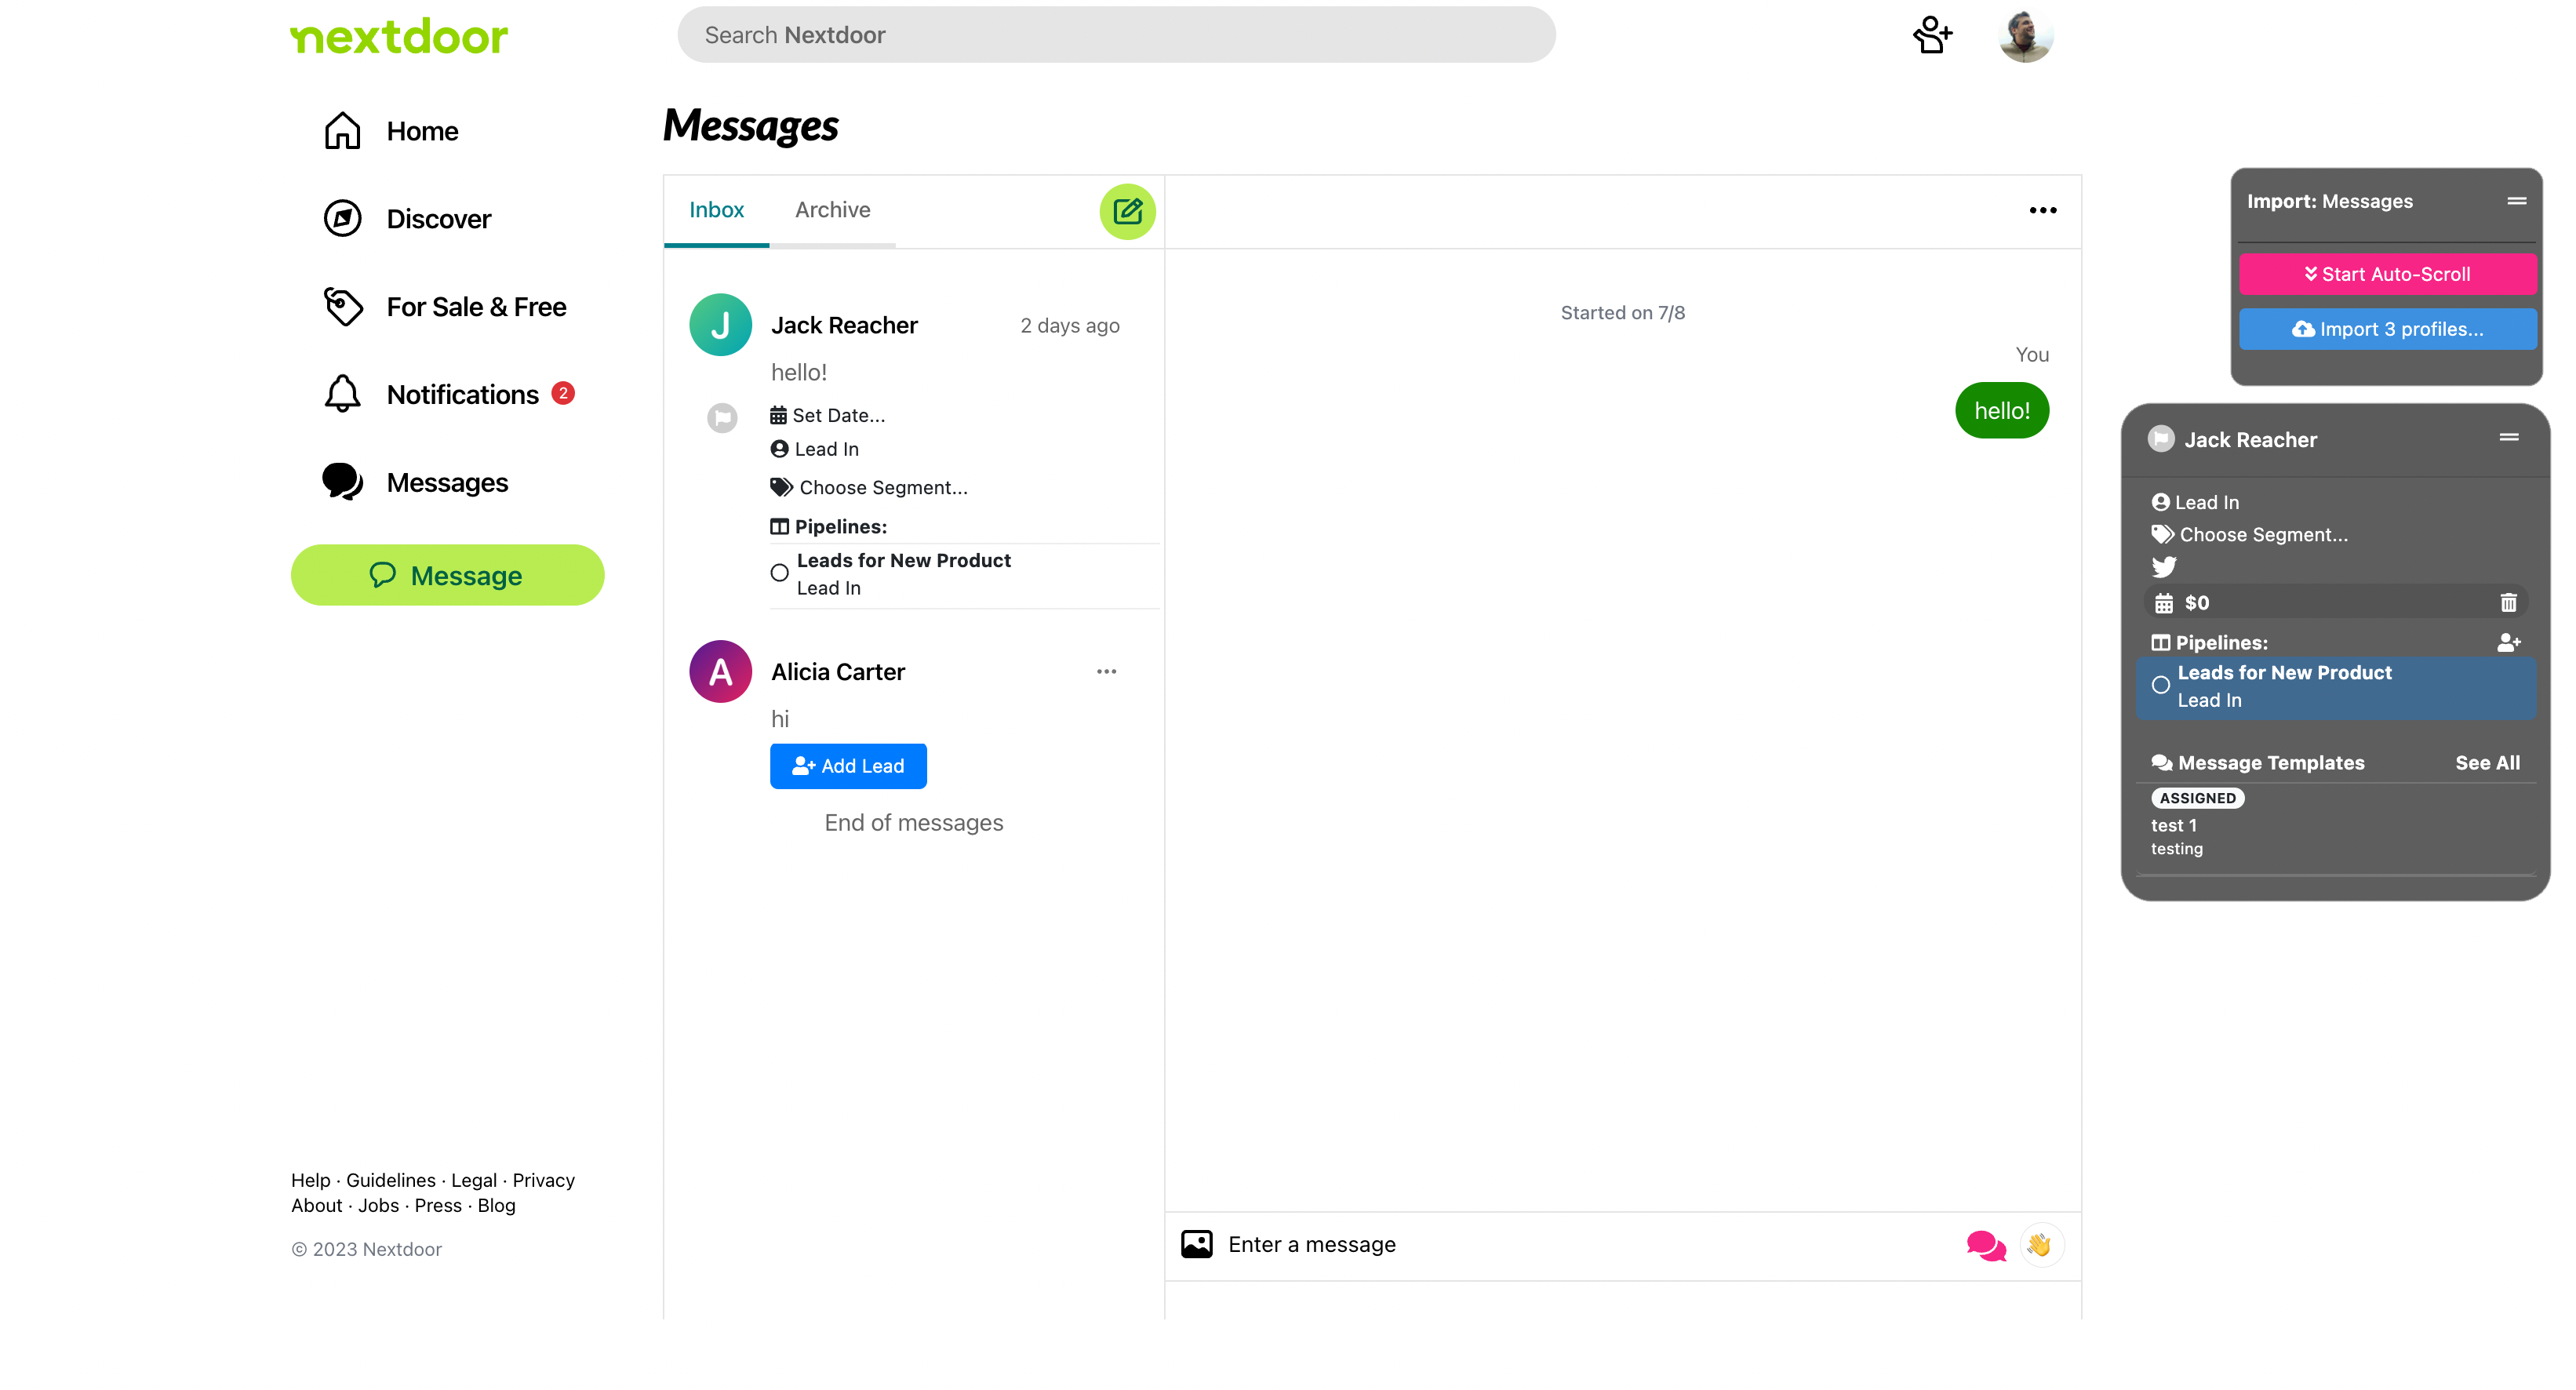 nextdoor
Search Nextdoor
Home
Discover
For Sale & Free
Notifications 2
Messages
Message
Help · Guidelines · Legal · Privacy
About · Jobs · Press · Blog
© 2023 Nextdoor
Messages
Inbox Archive
J
Jack Reacher 2 days ago
hello!
Set Date...
Lead In
Choose Segment...
Pipelines:
Leads for New Product
Lead In
A
Alicia Carter
hi
Add Lead
End of messages
Started on 7/8
You
hello!
Enter a message
Import: Messages
Start Auto-Scroll
Import 3 profiles...
Jack Reacher
Lead In
Choose Segment...
$0
Pipelines:
Leads for New Product
Lead In
Message Templates See All
ASSIGNED
test 1
testing